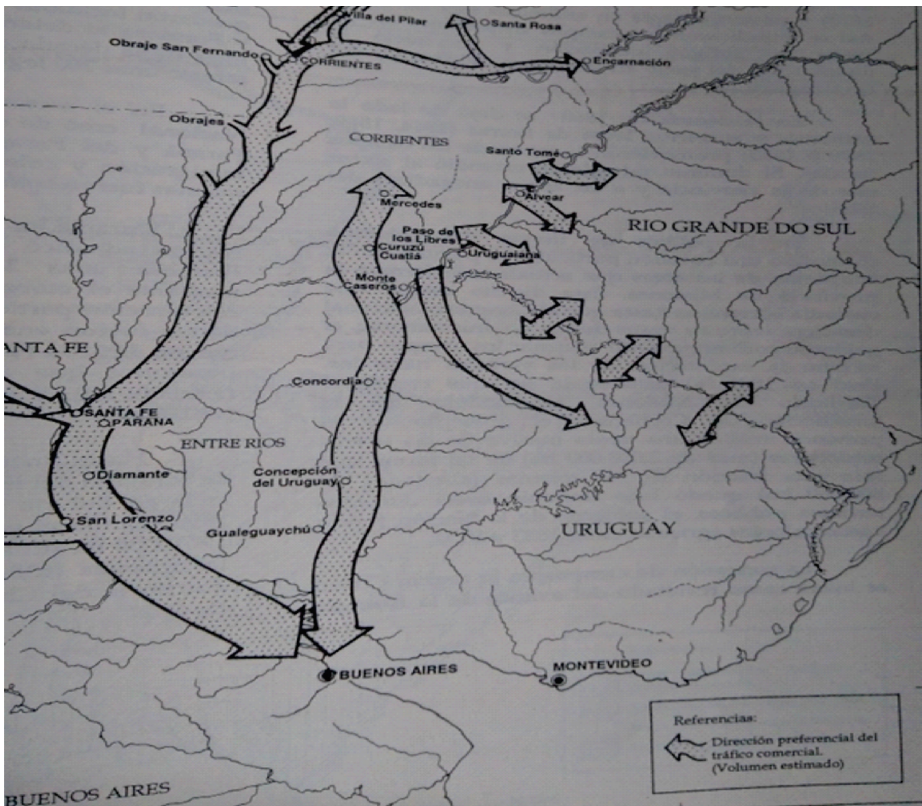 Villa del Pilar
Santa Rosa
Obraje San Fernando
CORRIENTES
Encarnación
Obrajes
CORRIENTES
Santo Tomé
Mercedes
Alvear
RIO GRANDE DO SUL
Paso de
los Libres
Curuzú
Cuatiá
Uruguaiana
Monte
Caseros
ANTA FE
Concordia
SANTA FE
PARANA
ENTRE RIOS
Diamante
Concepción
del Uruguay
San Lorenzo
Gualeguaychú
URUGUAY
BUENOS AIRES
MONTEVIDEO
Referencias:
Dirección preferencial del
tráfico comercial.
(Volumen estimado)
BUENOS AIRES